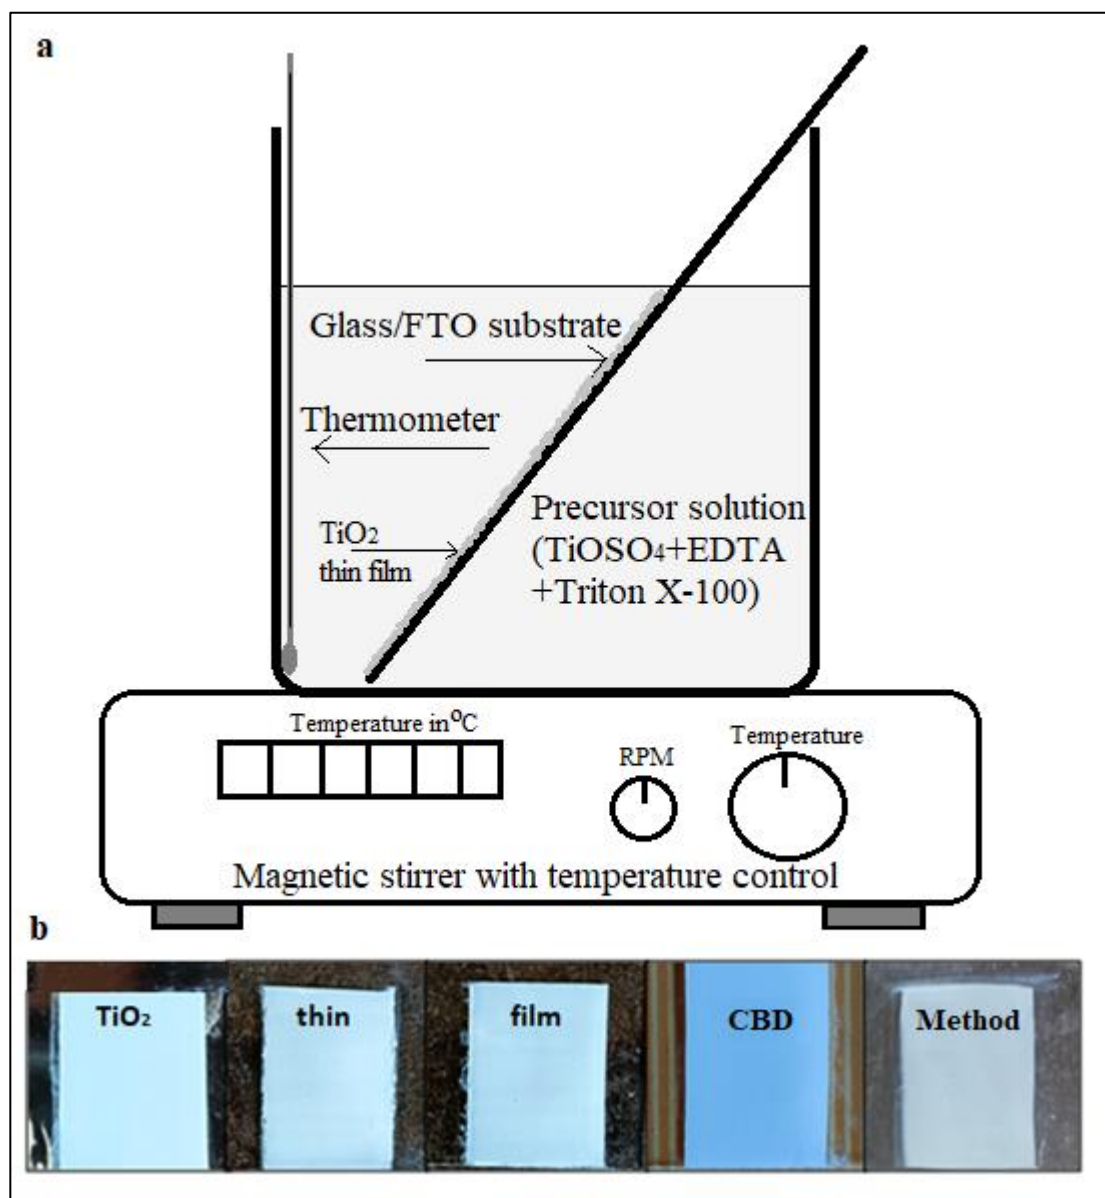 a
Glass/FTO substrate
Thermometer
TiO₂
thin film
Precursor solution
(TiOSO₄+EDTA
+Triton X-100)
Temperature in°C
RPM
Temperature
Magnetic stirrer with temperature control
b
TiO₂ thin film CBD Method